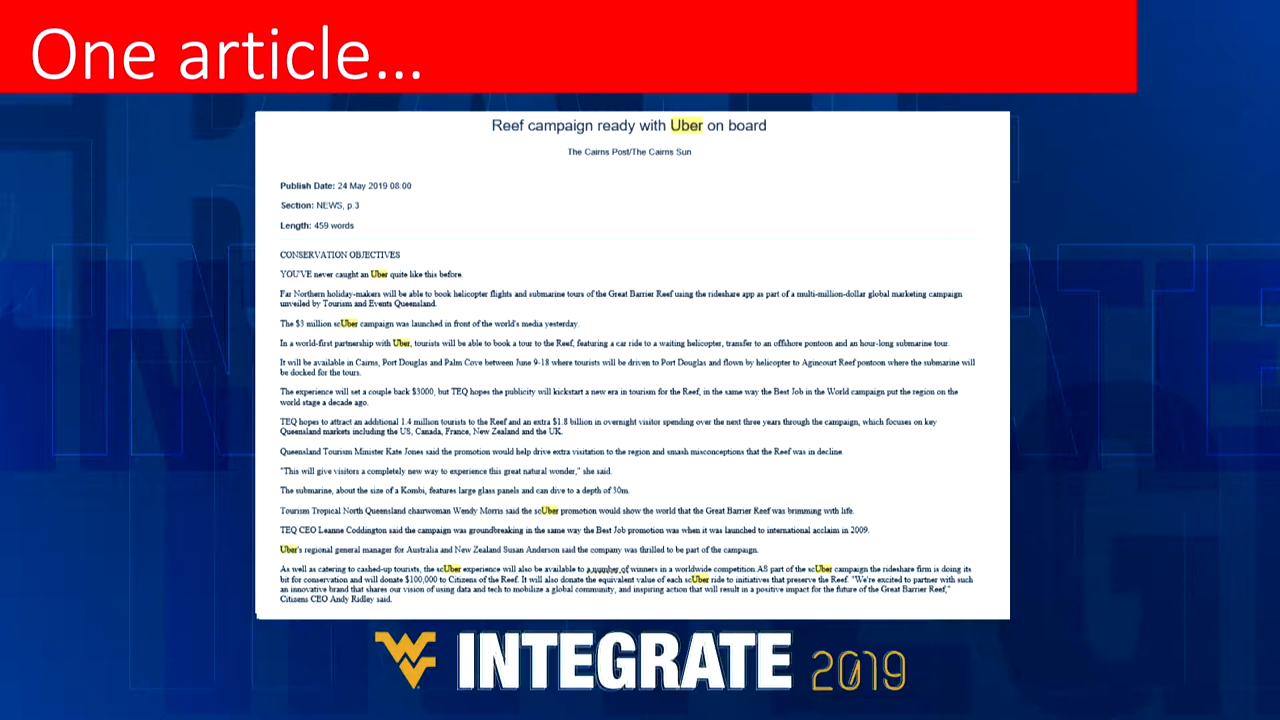 One article...
Reef campaign ready with Uber on board
The Cairns Post/The Cairns Sun
Publish Date: 24 May 2019 08:00
Section: NEWS, p.3
Length: 459 words
CONSERVATION OBJECTIVES
YOU'VE never caught an Uber quite like this before.
Far Northern holiday-makers will be able to book helicopter flights and submarine tours of the Great Barrier Reef using the rideshare app as part of a multi-million-dollar global marketing campaign
unveiled by Tourism and Events Queensland.
The $3 million scUber campaign was launched in front of the world's media yesterday.
In a world-first partnership with Uber, tourists will be able to book a tour to the Reef, featuring a car ride to a waiting helicopter, transfer to an offshore pontoon and an hour-long submarine tour.
It will be available in Cairns, Port Douglas and Palm Cove between June 9-18 where tourists will be driven to Port Douglas and flown by helicopter to Agincourt Reef pontoon where the submarine will
be docked for the tours.
The experience will set a couple back $3000, but TEQ hopes the publicity will kickstart a new era in tourism for the Reef, in the same way the Best Job in the World campaign put the region on the
world stage a decade ago.
TEQ hopes to attract an additional 1.4 million tourists to the Reef and an extra $1.8 billion in overnight visitor spending over the next three years through the campaign, which focuses on key
Queensland markets including the US, Canada, France, New Zealand and the UK.
Queensland Tourism Minister Kate Jones said the promotion would help drive extra visitation to the region and smash misconceptions that the Reef was in decline.
"This will give visitors a completely new way to experience this great natural wonder," she said.
The submarine, about the size of a Kombi, features large glass panels and can dive to a depth of 30m.
Tourism Tropical North Queensland chairwoman Wendy Morris said the scUber promotion would show the world that the Great Barrier Reef was brimming with life.
TEQ CEO Leanne Coddington said the campaign was groundbreaking in the same way the Best Job promotion was when it was launched to international acclaim in 2009.
Uber's regional general manager for Australia and New Zealand Susan Anderson said the company was thrilled to be part of the campaign.
As well as catering to cashed-up tourists, the scUber experience will also be available to a number of winners in a worldwide competition AS part of the scUber campaign the rideshare firm is doing its
bit for conservation and will donate $100,000 to Citizens of the Reef. It will also donate the equivalent value of each scUber ride to initiatives that preserve the Reef. "We're excited to partner with such
an innovative brand that shares our vision of using data and tech to mobilize a global community, and inspiring action that will result in a positive impact for the future of the Great Barrier Reef,"
Citizens CEO Andy Ridley said.
WV INTEGRATE 2019